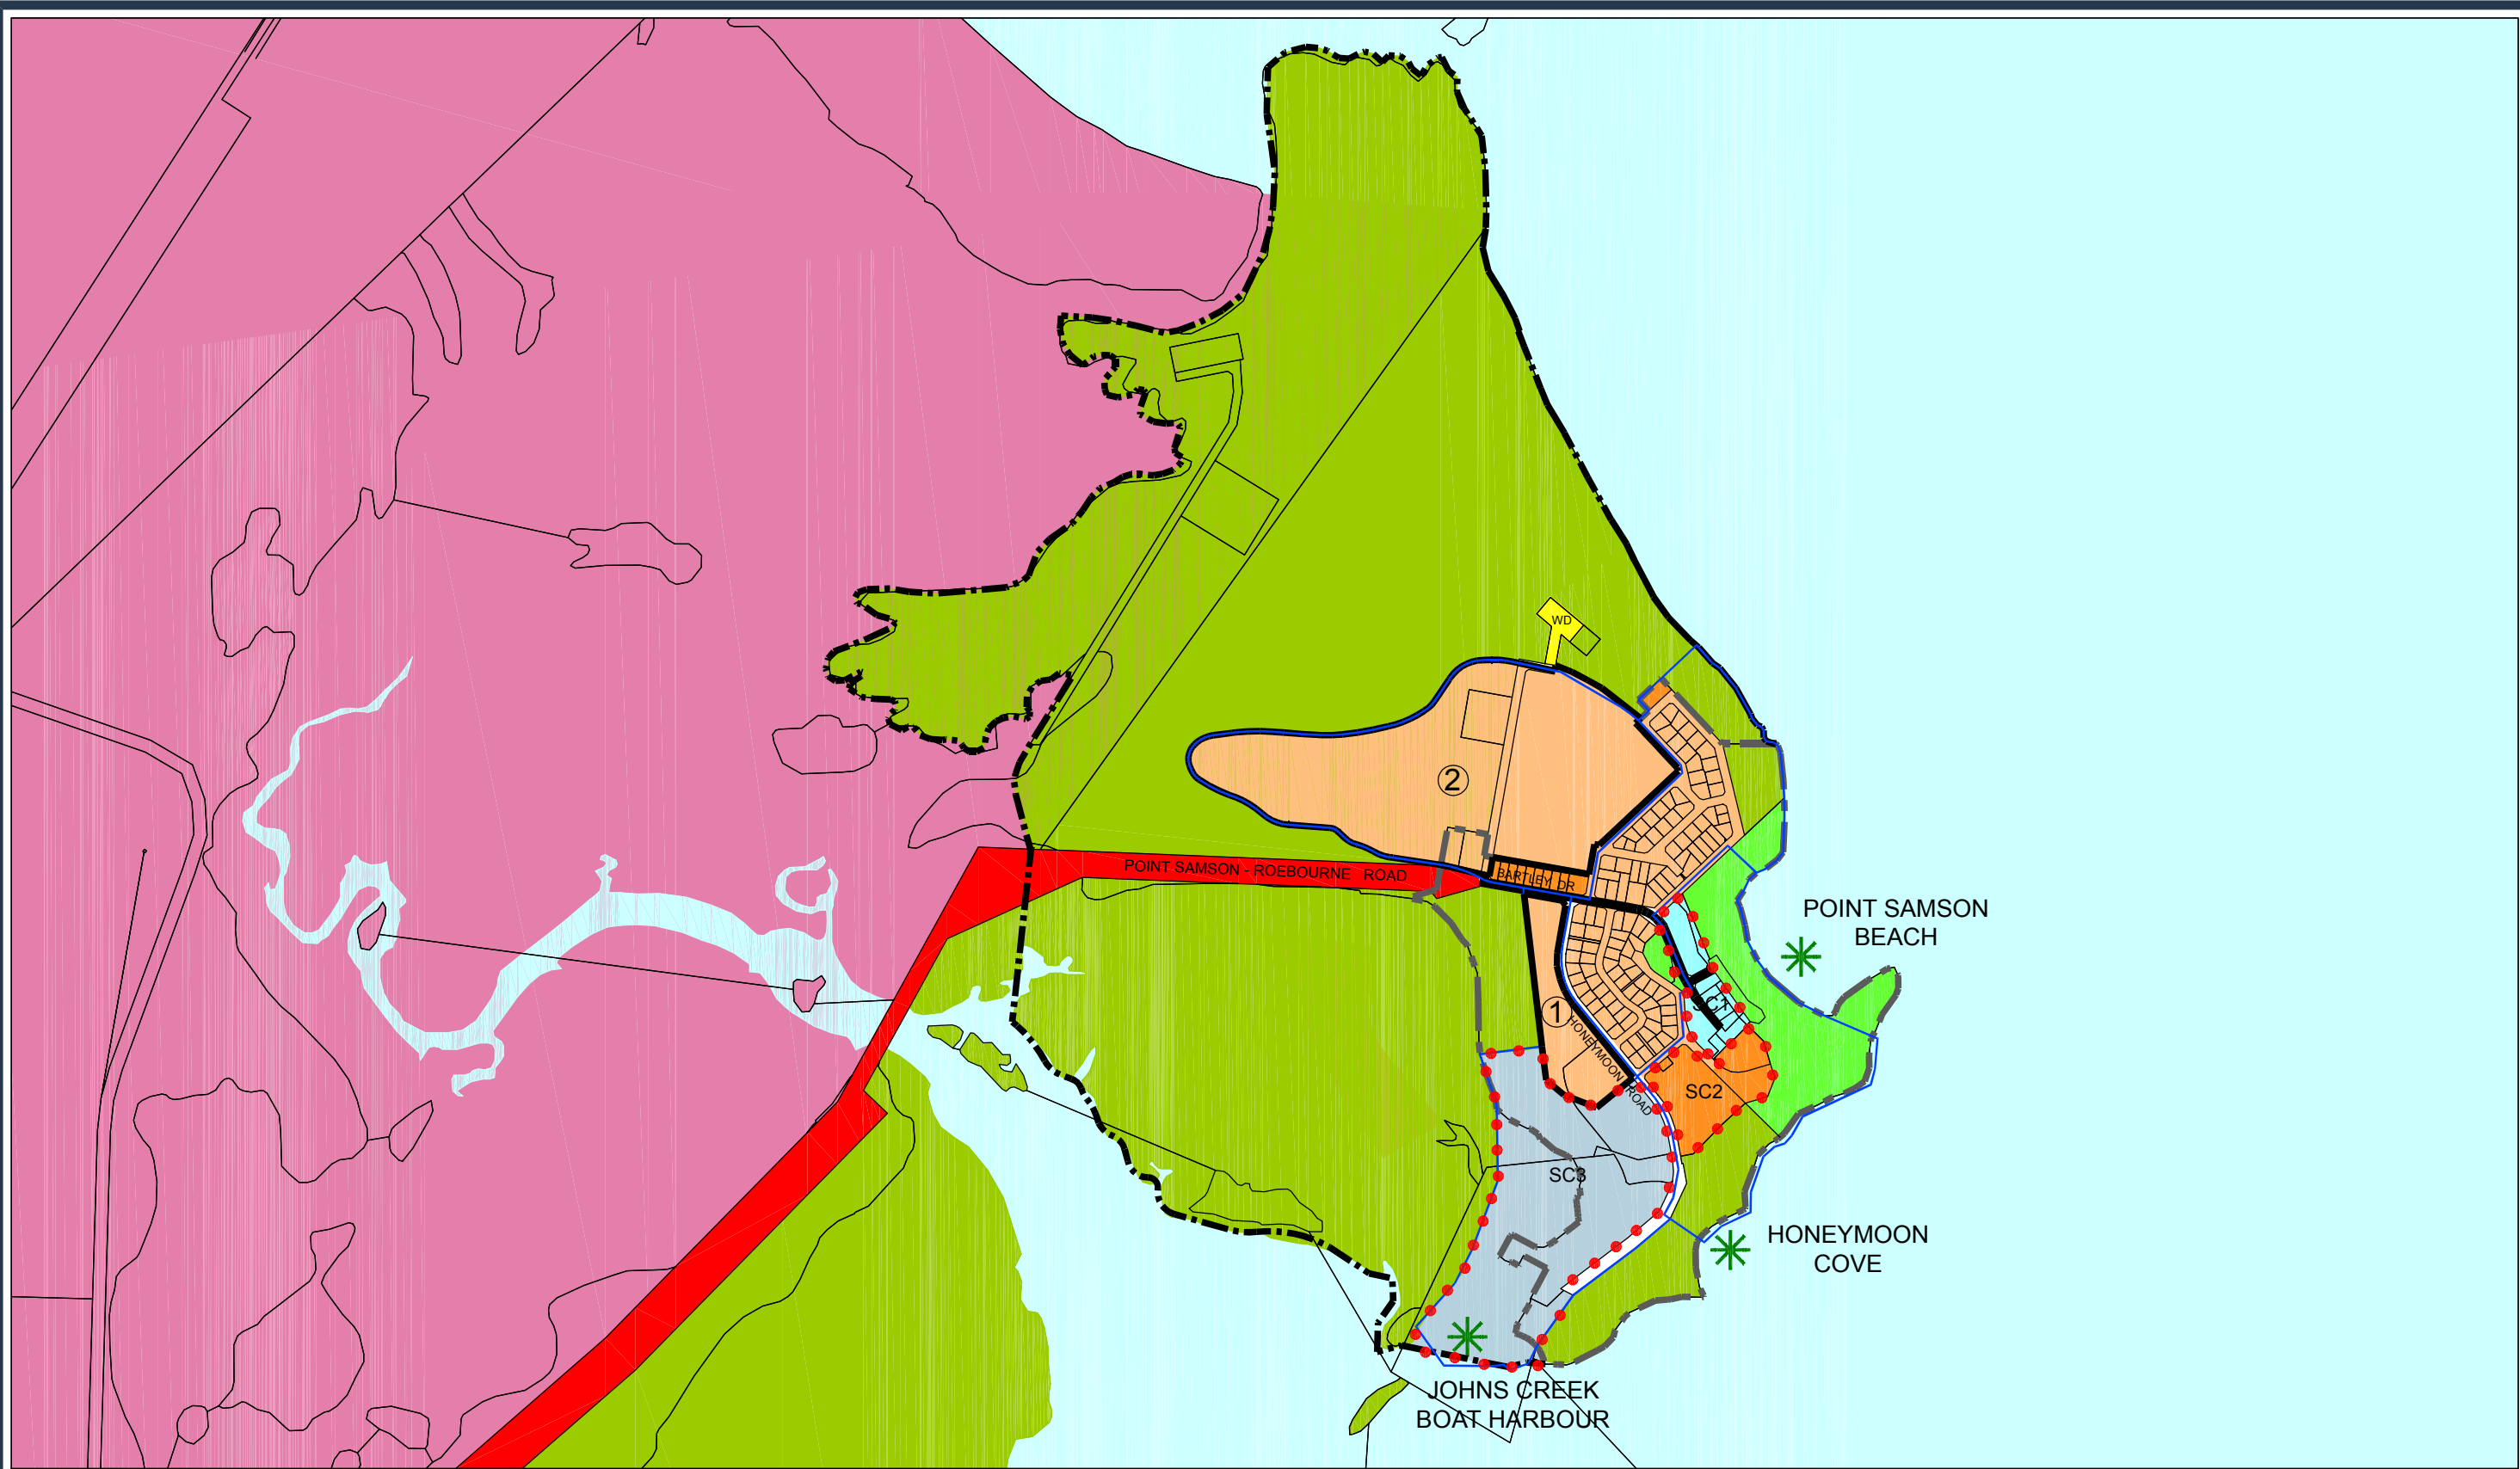 WD
②
POINT SAMSON - ROEBOURNE ROAD
BARTLEY DR
POINT SAMSON
BEACH
①
HONEYMOON ROAD
SC1
SC2
SC3
HONEYMOON
COVE
JOHNS CREEK
BOAT HARBOUR